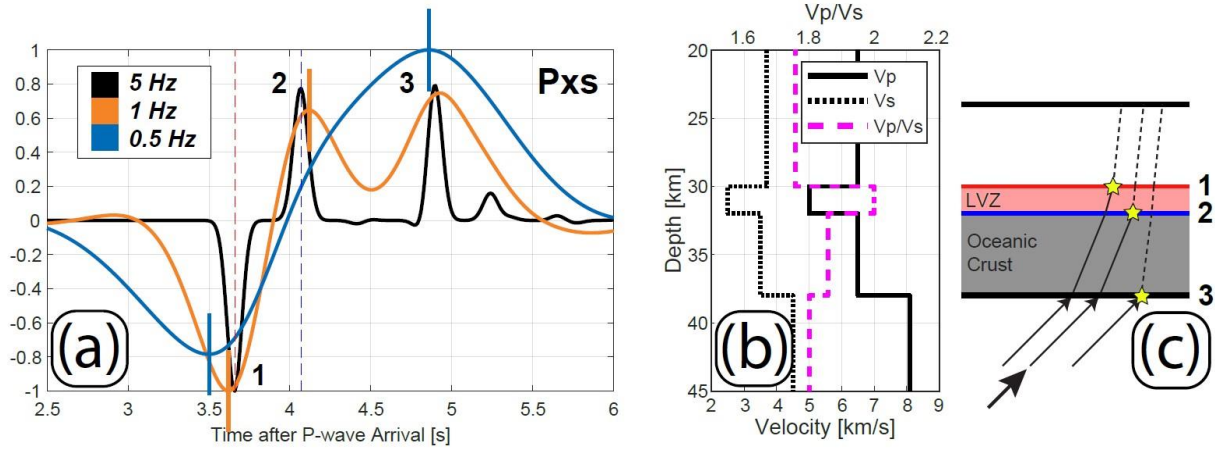 1
0.8
0.6
0.4
0.2
0
-0.2
-0.4
-0.6
-0.8
-1
5 Hz
1 Hz
0.5 Hz
2
3
Pxs
1
(a)
2.5 3 3.5 4 4.5 5 5.5 6
Time after P-wave Arrival [s]
Vp/Vs
1.6 1.8 2 2.2
20
25
30
35
40
45
Depth [km]
Vp
Vs
Vp/Vs
(b)
2 3 4 5 6 7 8 9
Velocity [km/s]
LVZ
Oceanic
Crust
1
2
3
(c)